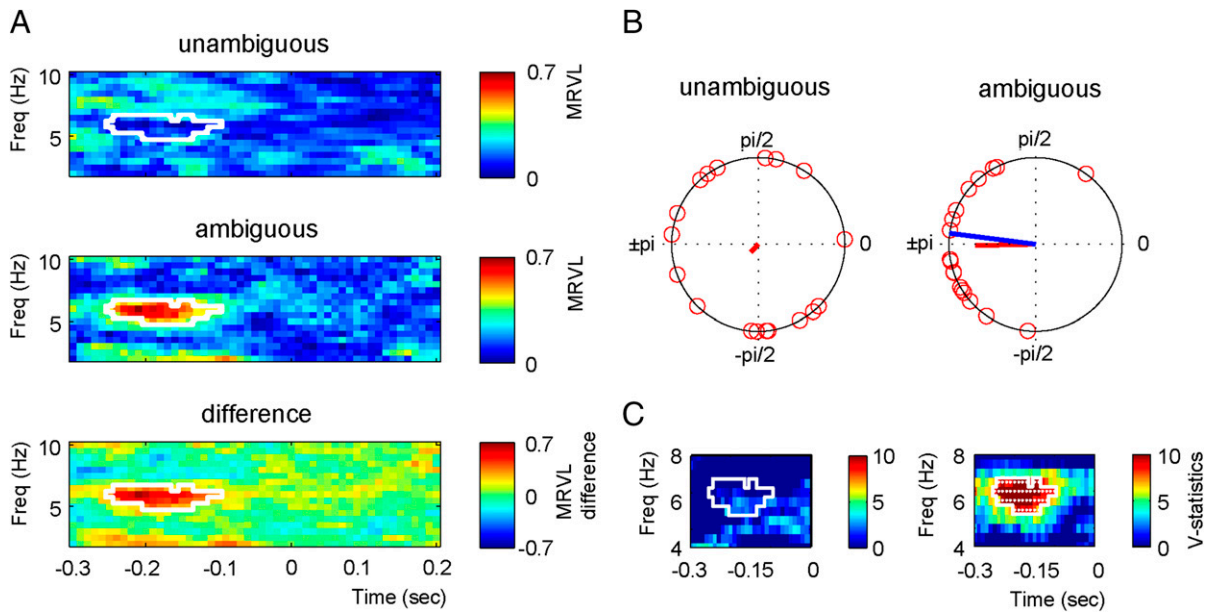 A
unambiguous
Freq (Hz)
10
5
0.7
0
MRVL
ambiguous
Freq (Hz)
10
5
0.7
0
MRVL
difference
Freq (Hz)
10
5
0.7
0
-0.7
MRVL
difference
-0.3 -0.2 -0.1 0 0.1 0.2
Time (sec)
B
unambiguous
pi/2
±pi
0
-pi/2
ambiguous
pi/2
±pi
0
-pi/2
C
Freq (Hz)
8
6
4
-0.3 -0.15 0
10
5
0
Freq (Hz)
8
6
4
-0.3 -0.15 0
Time (sec)
10
5
0
V-statistics